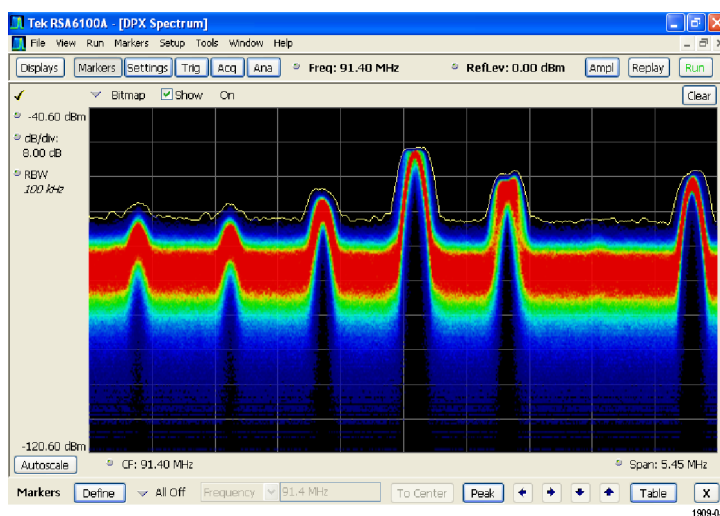 Tek RSA6100A - [DPX Spectrum]
File View Run Markers Setup Tools Window Help
Displays Markers Settings Trig Acq Ana Freq: 91.40 MHz RefLev: 0.00 dBm Ampl Replay Run
Bitmap Show On Clear
-40.60 dBm
dB/div:
8.00 dB
RBW
100 kHz
-120.60 dBm
Autoscale CF: 91.40 MHz Span: 5.45 MHz
Markers Define All Off Frequency 91.4 MHz To Center Peak Table X